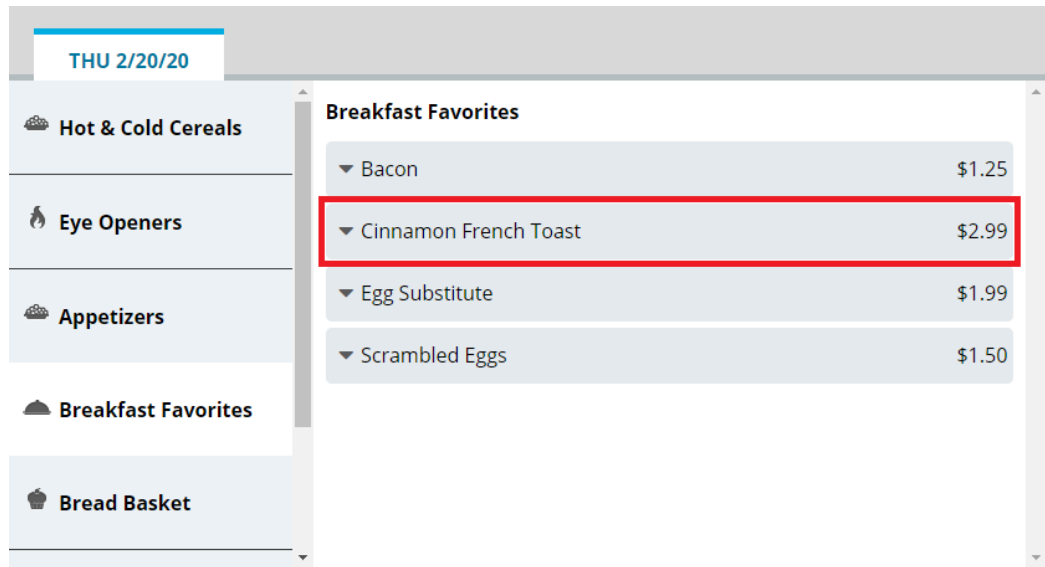 THU 2/20/20
Hot & Cold Cereals
Eye Openers
Appetizers
Breakfast Favorites
Bread Basket
Breakfast Favorites
Bacon $1.25
Cinnamon French Toast $2.99
Egg Substitute $1.99
Scrambled Eggs $1.50